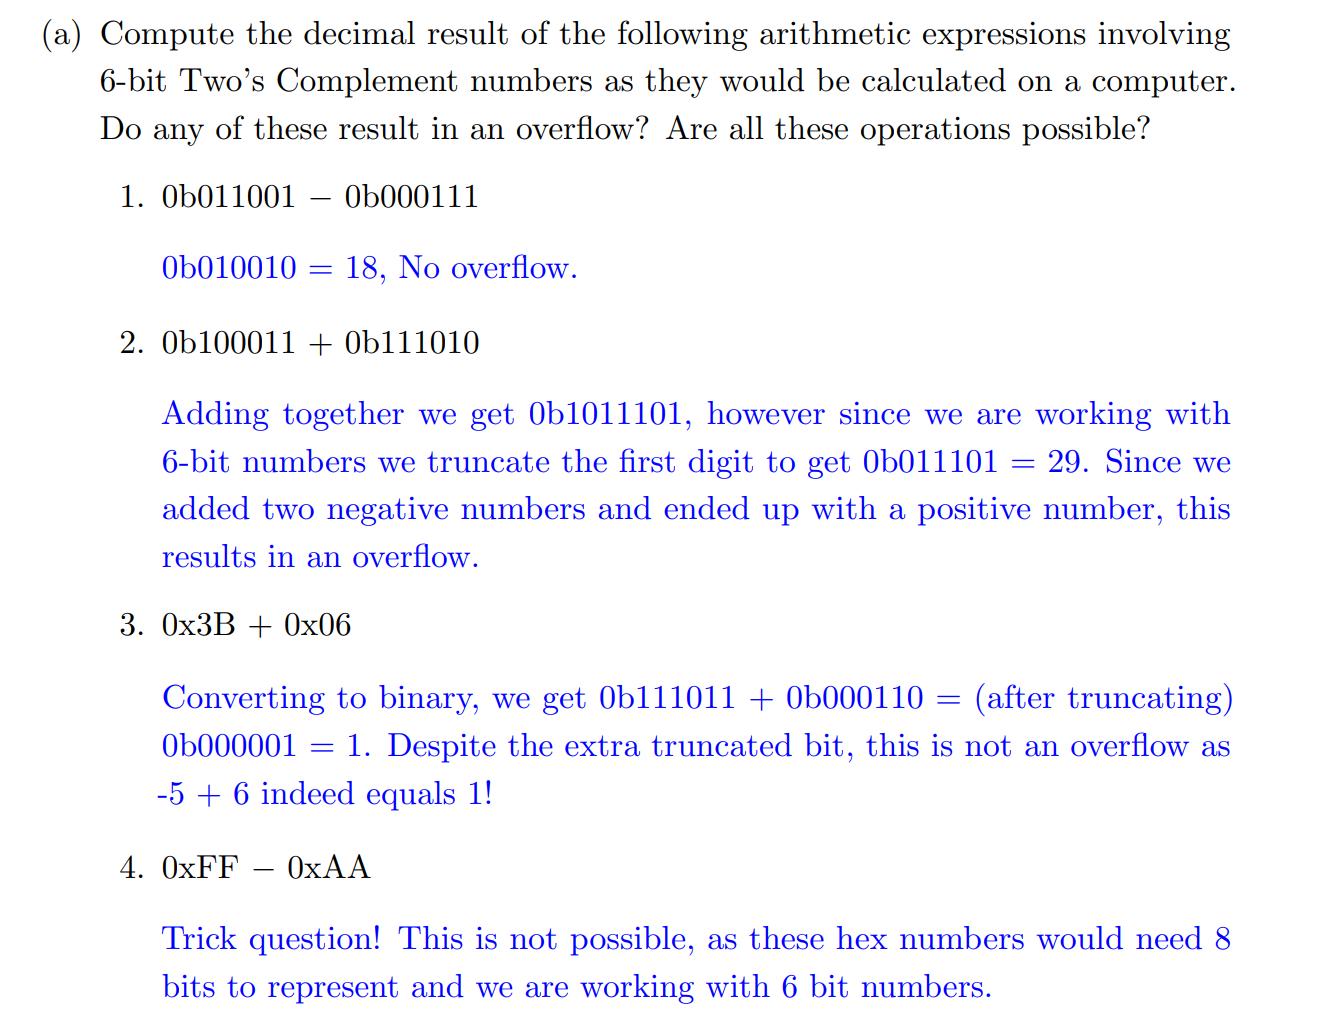 (a) Compute the decimal result of the following arithmetic expressions involving
6-bit Two’s Complement numbers as they would be calculated on a computer.
Do any of these result in an overflow? Are all these operations possible?
1. 0b011001 − 0b000111
0b010010 = 18, No overflow.
2. 0b100011 + 0b111010
Adding together we get 0b1011101, however since we are working with
6-bit numbers we truncate the first digit to get 0b011101 = 29. Since we
added two negative numbers and ended up with a positive number, this
results in an overflow.
3. 0x3B + 0x06
Converting to binary, we get 0b111011 + 0b000110 = (after truncating)
0b000001 = 1. Despite the extra truncated bit, this is not an overflow as
-5 + 6 indeed equals 1!
4. 0xFF − 0xAA
Trick question! This is not possible, as these hex numbers would need 8
bits to represent and we are working with 6 bit numbers.